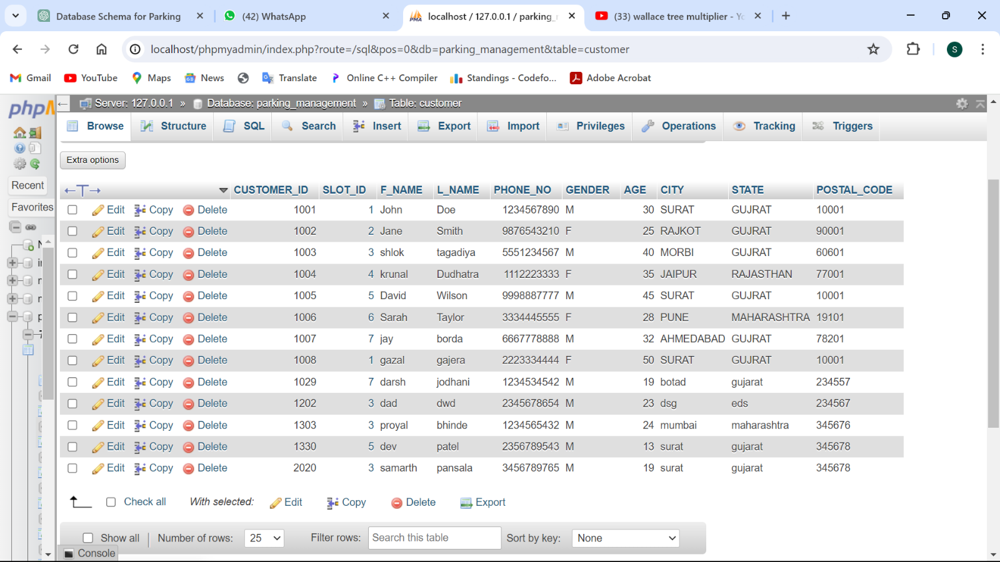 Database Schema for Parking
(42) WhatsApp
localhost / 127.0.0.1 / parking_
(33) wallace tree multiplier - Yo
localhost/phpmyadmin/index.php?route=/sql&pos=0&db=parking_management&table=customer
S
Gmail YouTube Maps News Translate Online C++ Compiler Standings - Codefo... Adobe Acrobat
php
Server: 127.0.0.1 » Database: parking_management » Table: customer
Browse Structure SQL Search Insert Export Import Privileges Operations Tracking Triggers
Recent
Favorites
Extra options
CUSTOMER_ID SLOT_ID F_NAME L_NAME PHONE_NO GENDER AGE CITY STATE POSTAL_CODE
Edit Copy Delete 1001 1 John Doe 1234567890 M 30 SURAT GUJRAT 10001
Edit Copy Delete 1002 2 Jane Smith 9876543210 F 25 RAJKOT GUJRAT 90001
Edit Copy Delete 1003 3 shlok tagadiya 5551234567 M 40 MORBI GUJRAT 60601
Edit Copy Delete 1004 4 krunal Dudhatra 1112223333 F 35 JAIPUR RAJASTHAN 77001
Edit Copy Delete 1005 5 David Wilson 9998887777 M 45 SURAT GUJRAT 10001
Edit Copy Delete 1006 6 Sarah Taylor 3334445555 F 28 PUNE MAHARASHTRA 19101
Edit Copy Delete 1007 7 jay borda 6667778888 M 32 AHMEDABAD GUJRAT 78201
Edit Copy Delete 1008 1 gazal gajera 2223334444 F 50 SURAT GUJRAT 10001
Edit Copy Delete 1029 7 darsh jodhani 1234534542 M 19 botad gujarat 234557
Edit Copy Delete 1202 3 dad dwd 2345678654 M 23 dsg eds 234567
Edit Copy Delete 1303 3 proyal bhinde 1234565432 M 24 mumbai maharashtra 345676
Edit Copy Delete 1330 5 dev patel 2356789543 M 13 surat gujarat 345678
Edit Copy Delete 2020 3 samarth pansala 3456789765 M 19 surat gujarat 345678
Check all With selected: Edit Copy Delete Export
Show all Number of rows: 25 Filter rows: Search this table Sort by key: None
Console